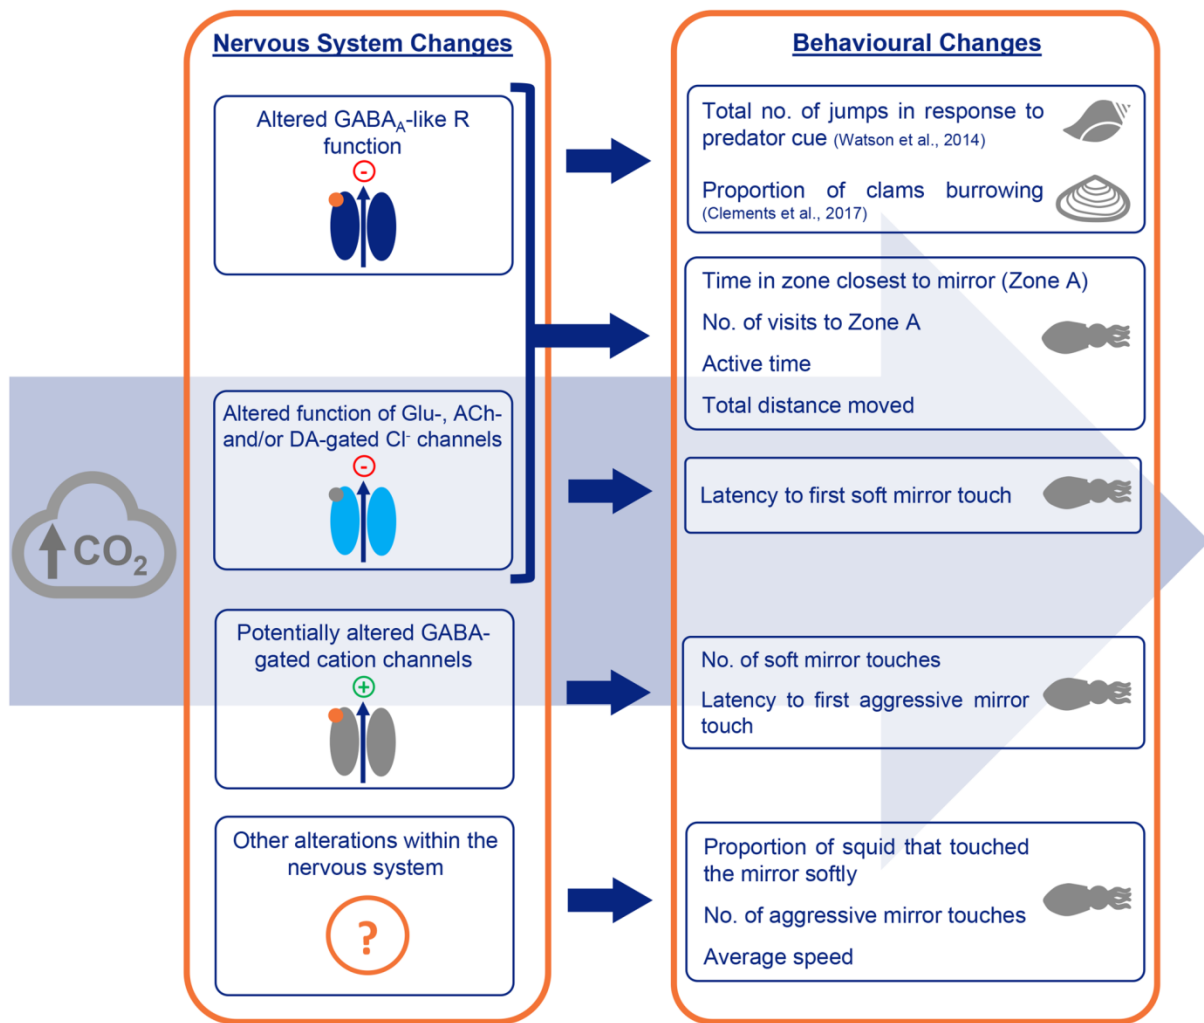 Nervous System Changes
Altered GABA_A-like R
function
-
Altered function of Glu-, ACh-
and/or DA-gated Cl⁻ channels
-
Potentially altered GABA-
gated cation channels
+
Other alterations within the
nervous system
?
CO₂
Behavioural Changes
Total no. of jumps in response to
predator cue (Watson et al., 2014)
Proportion of clams burrowing
(Clements et al., 2017)
Time in zone closest to mirror (Zone A)
No. of visits to Zone A
Active time
Total distance moved
Latency to first soft mirror touch
No. of soft mirror touches
Latency to first aggressive mirror
touch
Proportion of squid that touched
the mirror softly
No. of aggressive mirror touches
Average speed